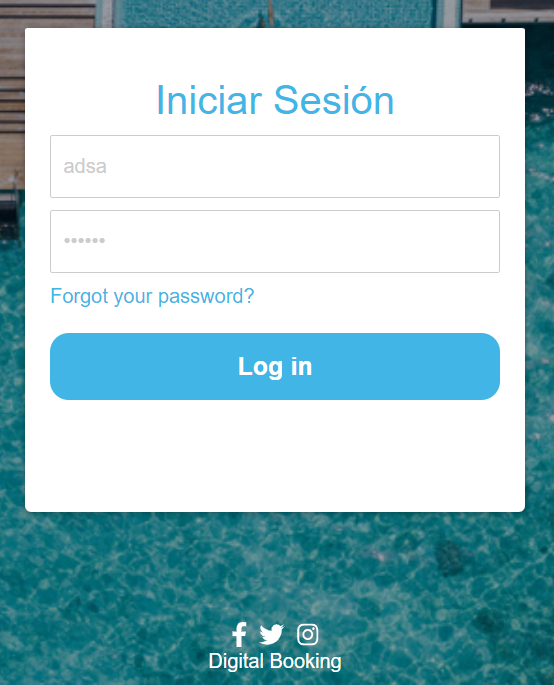 Iniciar Sesión
adsa
••••••
Forgot your password?
Log in
Digital Booking